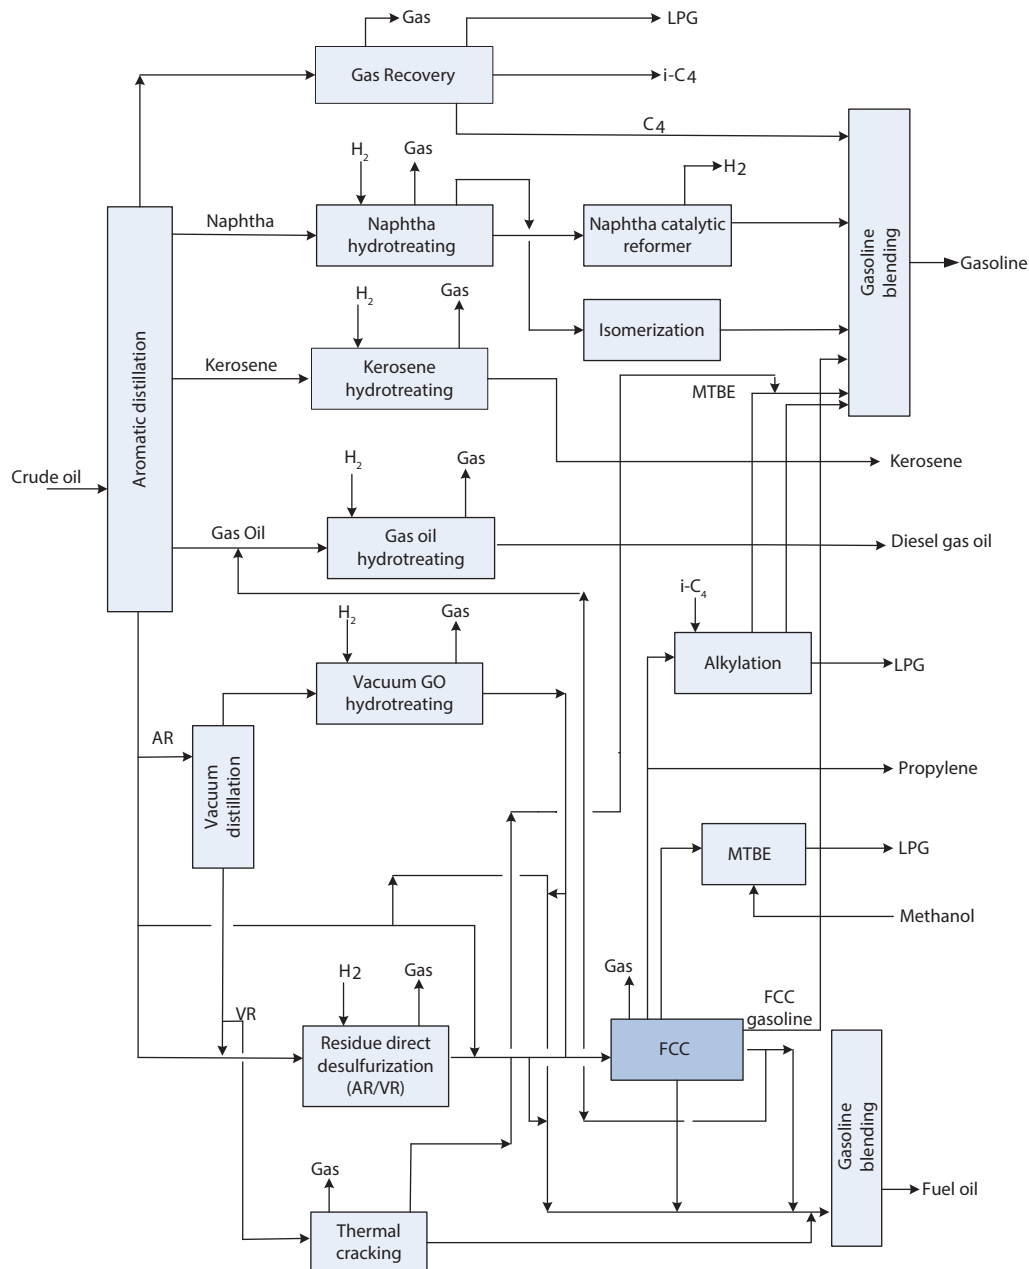 Gas
LPG
Gas Recovery
i-C4
C4
H2
Gas
H2
Naphtha
Naphtha
hydrotreating
Naphtha catalytic
reformer
Gasoline
blending
Gasoline
H2
Gas
Isomerization
Kerosene
Kerosene
hydrotreating
MTBE
Aromatic distillation
Kerosene
Crude oil
H2
Gas
Gas Oil
Gas oil
hydrotreating
Diesel gas oil
i-C4
H2
Gas
Alkylation
LPG
Vacuum GO
hydrotreating
AR
Vacuum
distillation
Propylene
MTBE
LPG
Methanol
H2
Gas
Gas
FCC
gasoline
VR
Residue direct
desulfurization
(AR/VR)
FCC
Gasoline
blending
Gas
Fuel oil
Thermal
cracking